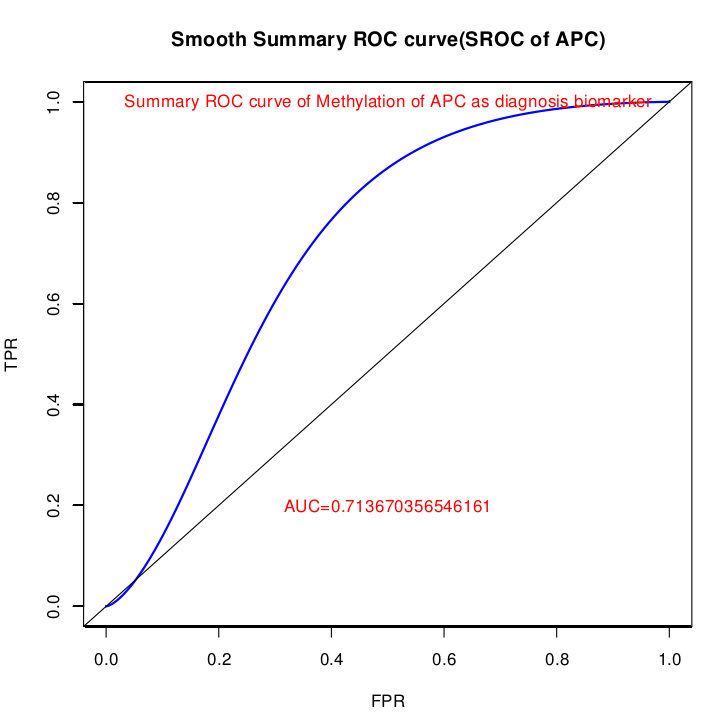 Smooth Summary ROC curve(SROC of APC)
Summary ROC curve of Methylation of APC as diagnosis biomarker
1.0
0.8
0.6
0.4
0.2
0.0
TPR
AUC=0.713670356546161
0.0 0.2 0.4 0.6 0.8 1.0
FPR